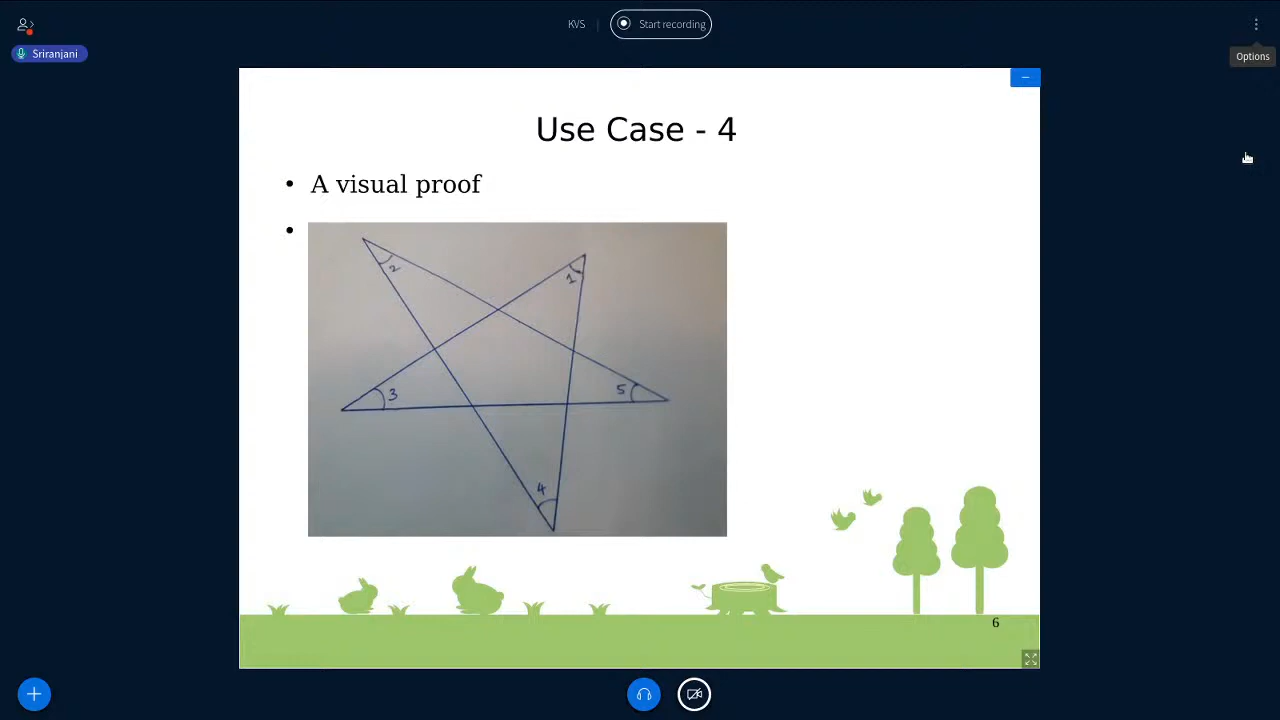 KVS
Start recording
Sriranjani
Options
Use Case - 4
• A visual proof
•
2
1
3
5
4
6